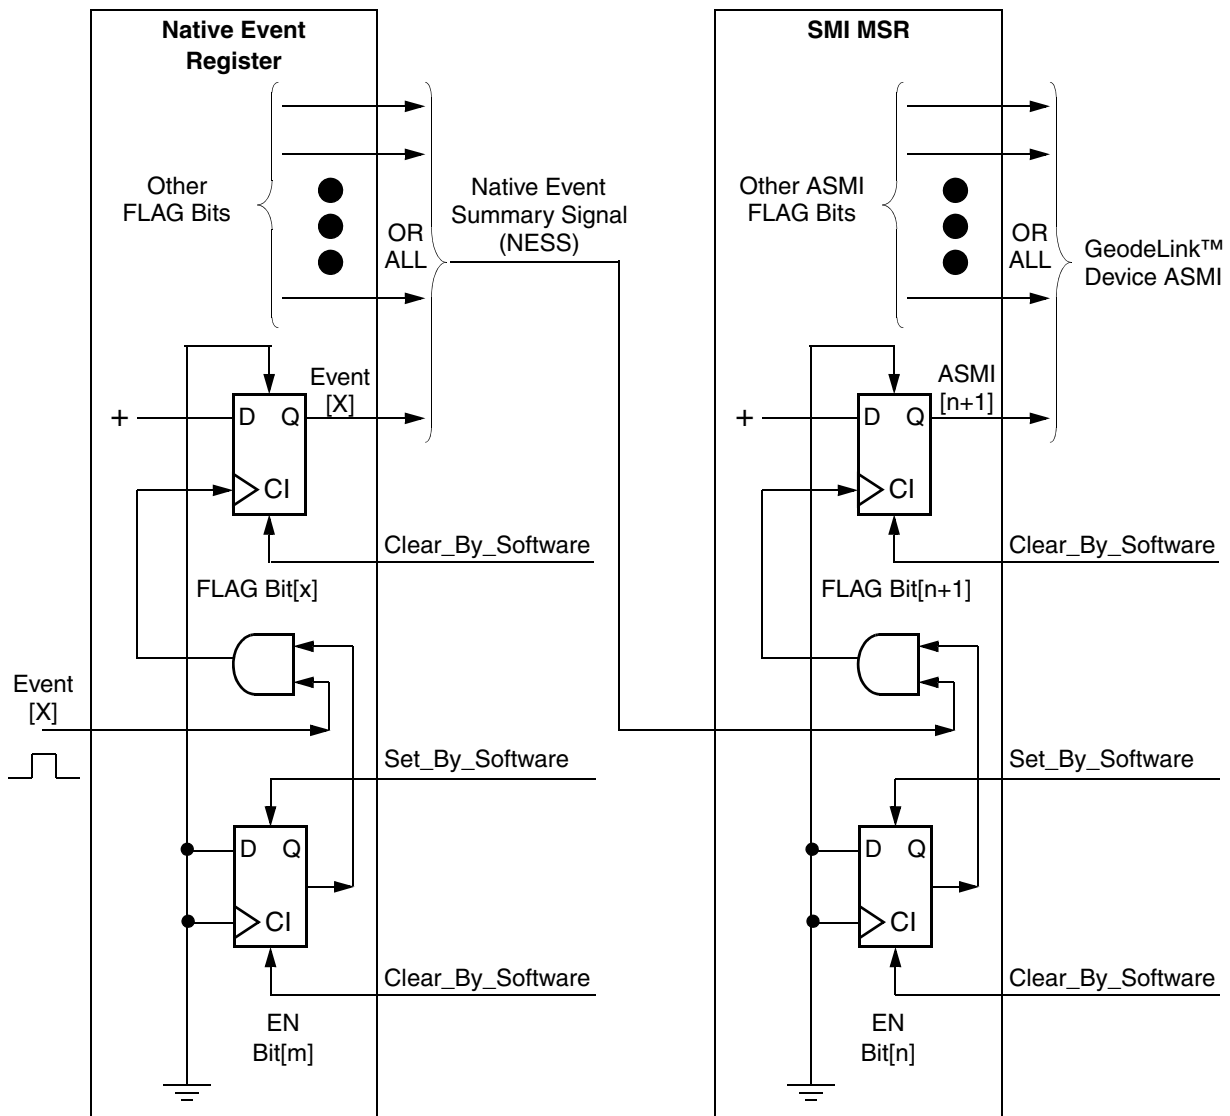 Native Event
Register
Other
FLAG Bits
OR
ALL
Native Event
Summary Signal
(NESS)
Event
[X]
+
D Q
CI
Clear_By_Software
FLAG Bit[x]
Event
[X]
Set_By_Software
D Q
CI
Clear_By_Software
EN
Bit[m]
SMI MSR
Other ASMI
FLAG Bits
OR
ALL
GeodeLink™
Device ASMI
ASMI
[n+1]
+
D Q
CI
Clear_By_Software
FLAG Bit[n+1]
Set_By_Software
D Q
CI
Clear_By_Software
EN
Bit[n]